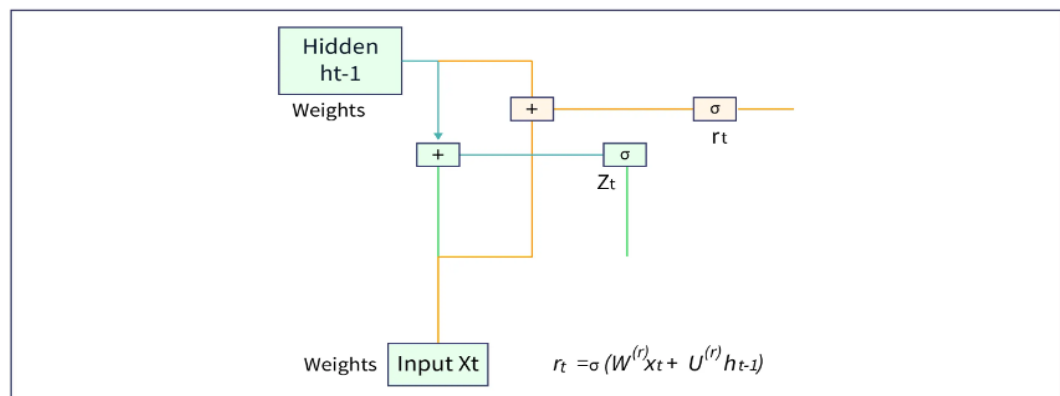 Hidden
ht-1
Weights
+
σ
rt
+
σ
Zt
Weights
Input Xt
rt =σ (W(r)xt + U(r)ht-1)